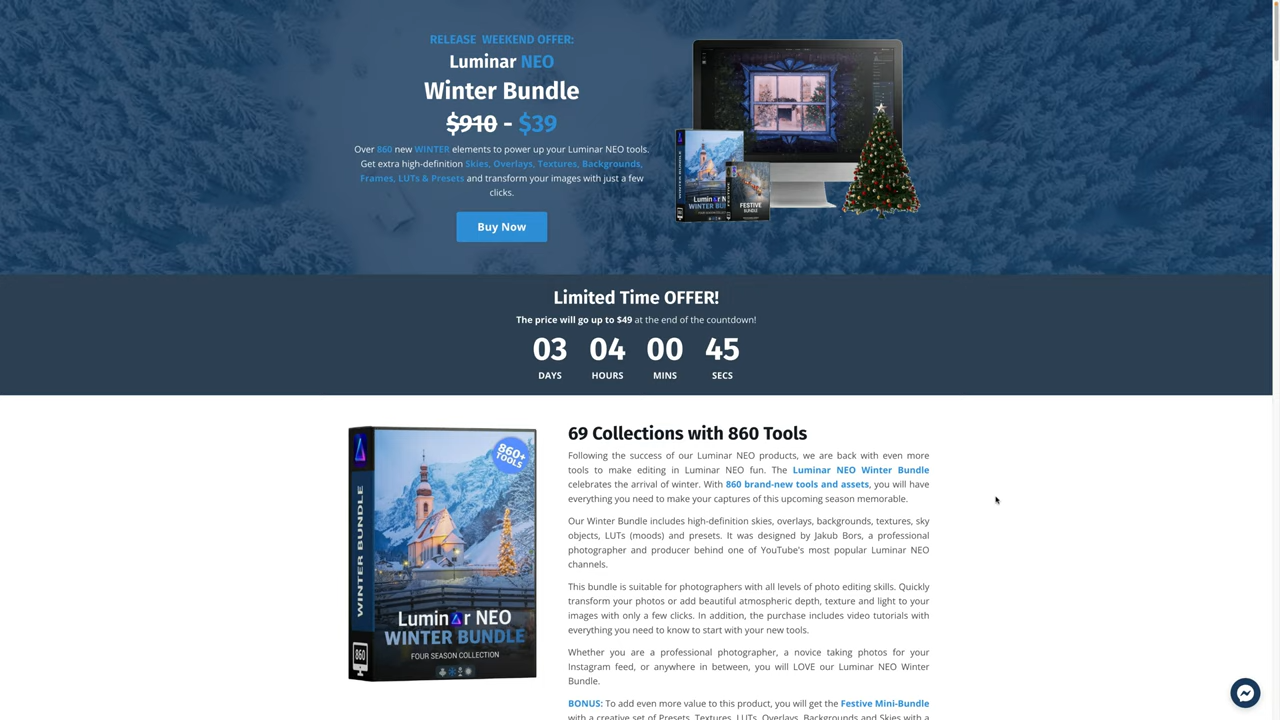 RELEASE WEEKEND OFFER:
Luminar NEO
Winter Bundle
$910 - $39
Over 860 new WINTER elements to power up your Luminar NEO tools.
Get extra high-definition Skies, Overlays, Textures, Backgrounds,
Frames, LUTs & Presets and transform your images with just a few
clicks.
Buy Now
WINTER BUNDLE
Luminar N
WINTER BU
FESTIVE
BUNDLE
Limited Time OFFER!
The price will go up to $49 at the end of the countdown!
03 04 00 45
DAYS HOURS MINS SECS
860+
TOOLS
WINTER BUNDLE
860
Luminar NEO
WINTER BUNDLE
FOUR SEASON COLLECTION
69 Collections with 860 Tools
Following the success of our Luminar NEO products, we are back with even more
tools to make editing in Luminar NEO fun. The Luminar NEO Winter Bundle
celebrates the arrival of winter. With 860 brand-new tools and assets, you will have
everything you need to make your captures of this upcoming season memorable.
Our Winter Bundle includes high-definition skies, overlays, backgrounds, textures, sky
objects, LUTs (moods) and presets. It was designed by Jakub Bors, a professional
photographer and producer behind one of YouTube's most popular Luminar NEO
channels.
This bundle is suitable for photographers with all levels of photo editing skills. Quickly
transform your photos or add beautiful atmospheric depth, texture and light to your
images with only a few clicks. In addition, the purchase includes video tutorials with
everything you need to know to start with your new tools.
Whether you are a professional photographer, a novice taking photos for your
Instagram feed, or anywhere in between, you will LOVE our Luminar NEO Winter
Bundle.
BONUS: To add even more value to this product, you will get the Festive Mini-Bundle
with a creative set of Presets, Textures, LUTs, Overlays, Backgrounds and Skies with a